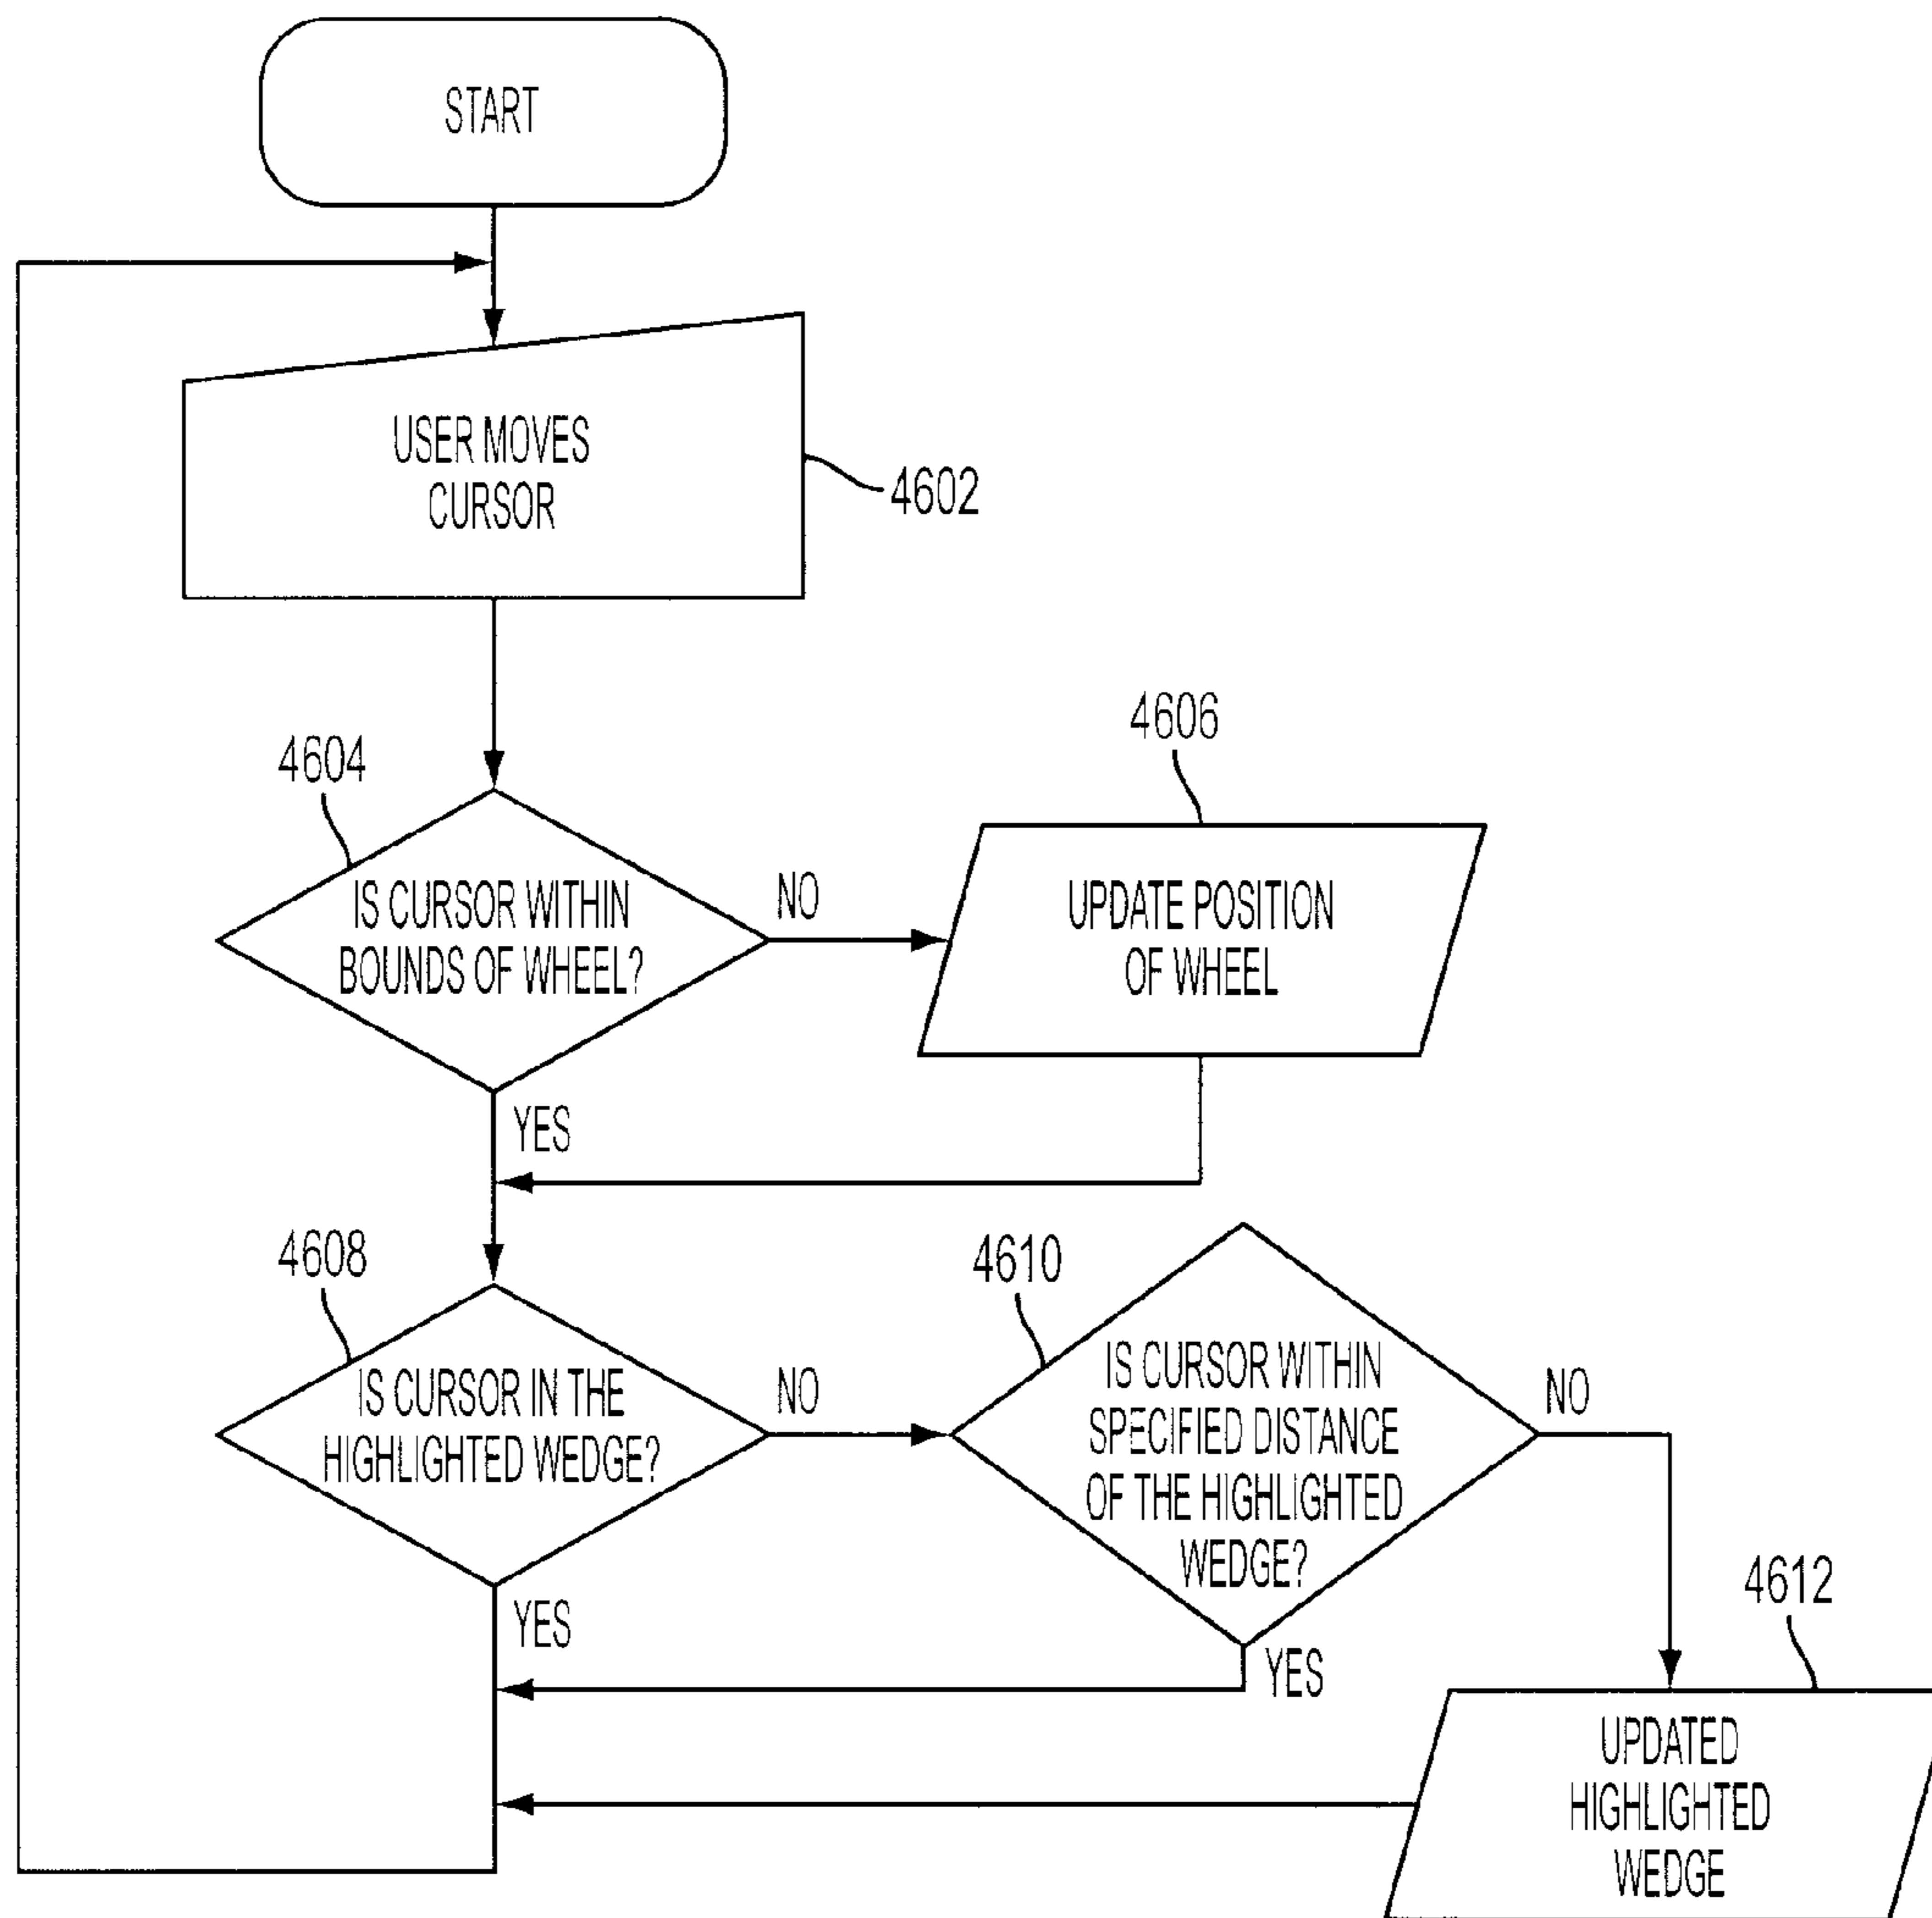 START
USER MOVES
CURSOR
4602
4604
IS CURSOR WITHIN
BOUNDS OF WHEEL?
NO
YES
4606
UPDATE POSITION
OF WHEEL
4608
IS CURSOR IN THE
HIGHLIGHTED WEDGE?
NO
YES
4610
IS CURSOR WITHIN
SPECIFIED DISTANCE
OF THE HIGHLIGHTED
WEDGE?
NO
YES
4612
UPDATED
HIGHLIGHTED
WEDGE